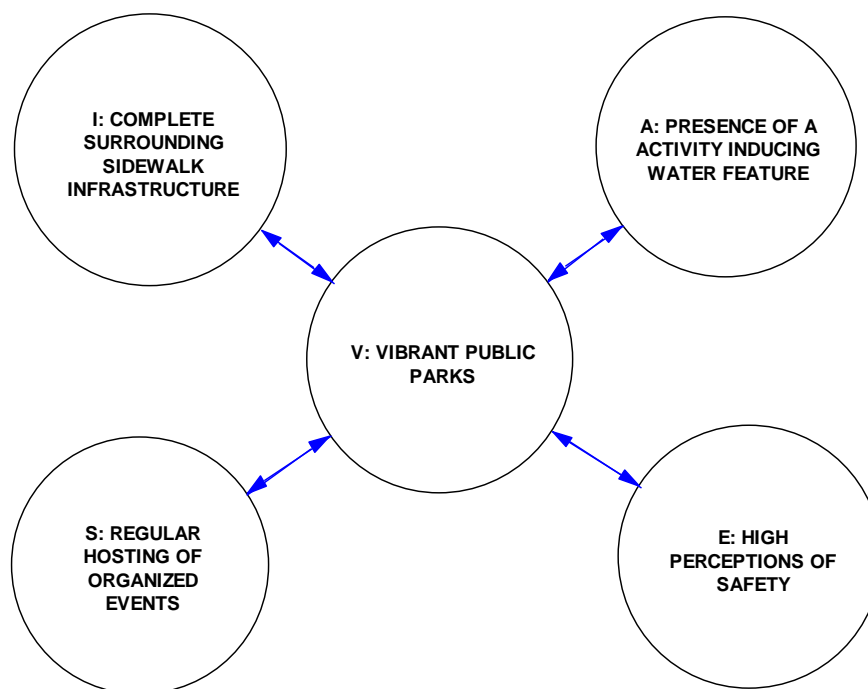 I: COMPLETE
SURROUNDING
SIDEWALK
INFRASTRUCTURE
A: PRESENCE OF A
ACTIVITY INDUCING
WATER FEATURE
V: VIBRANT PUBLIC
PARKS
S: REGULAR
HOSTING OF
ORGANIZED
EVENTS
E: HIGH
PERCEPTIONS OF
SAFETY